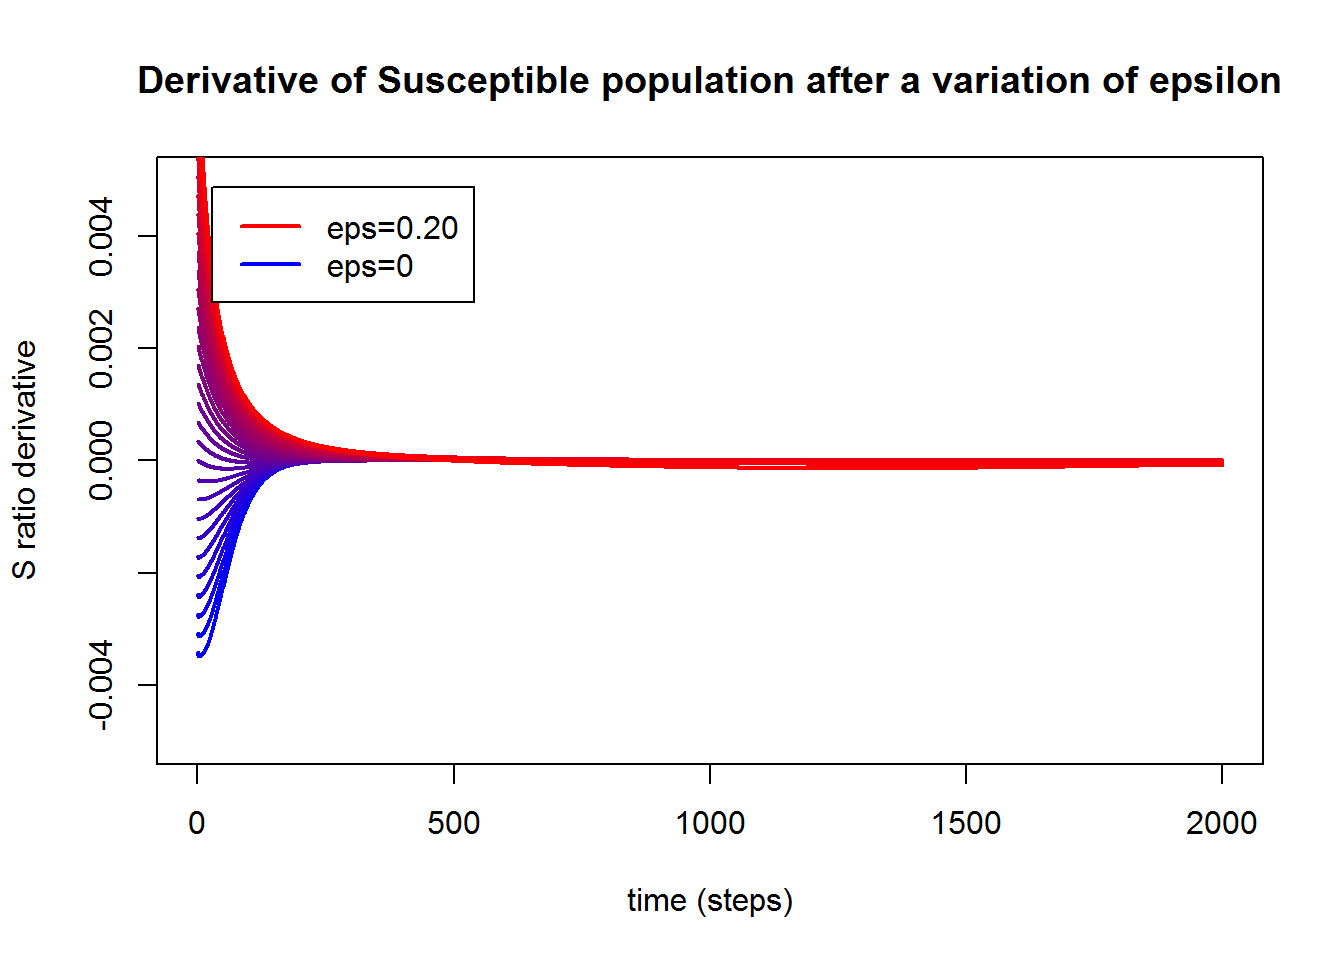 Derivative of Susceptible population after a variation of epsilon
eps=0.20
eps=0
S ratio derivative
0.004
0.002
0.000
-0.004
0
500
1000
1500
2000
time (steps)